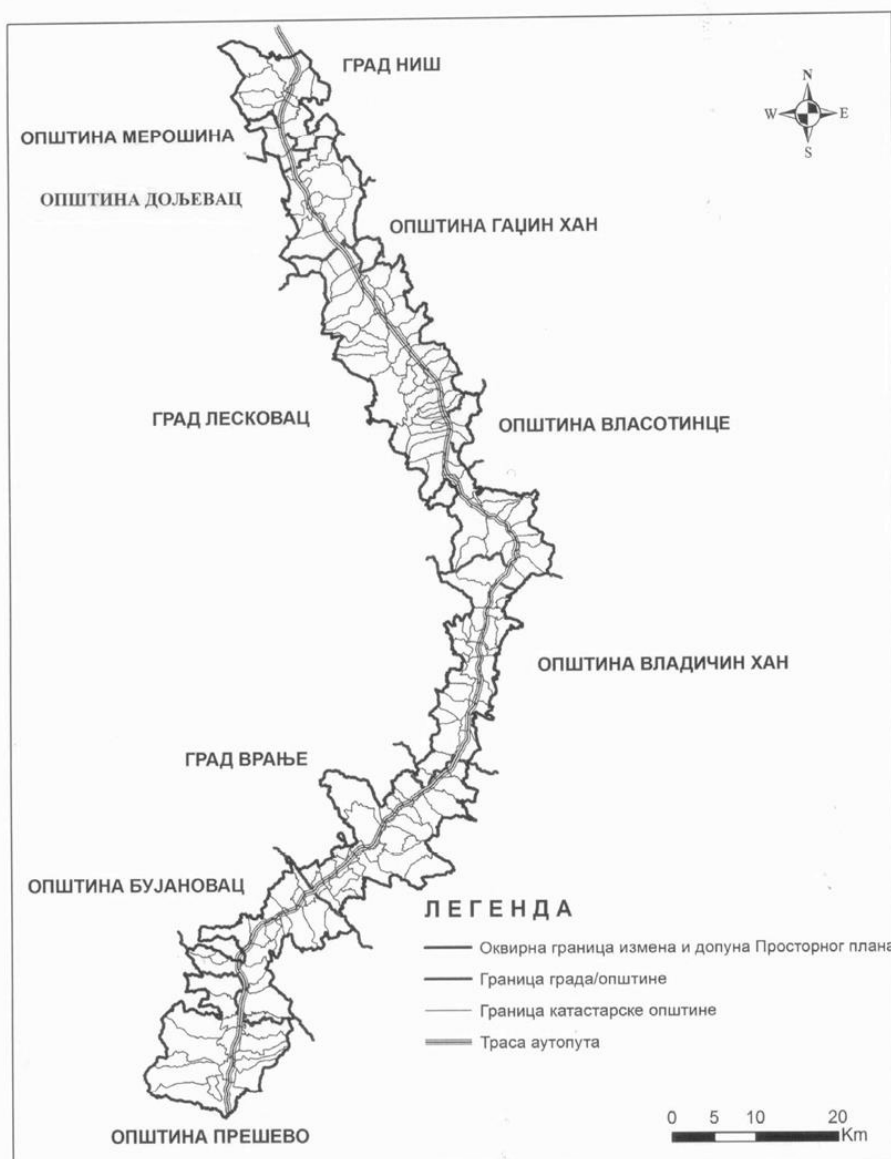 ГРАД НИШ
N
W E
S
ОПШТИНА МЕРОШИНА
ОПШТИНА ДОЉЕВАЦ
ОПШТИНА ГАЏИН ХАН
ГРАД ЛЕСКОВАЦ
ОПШТИНА ВЛАСОТИНЦЕ
ОПШТИНА ВЛАДИЧИН ХАН
ГРАД ВРАЊЕ
ОПШТИНА БУЈАНОВАЦ
ЛЕГЕНДА
Оквирна граница измена и допуна Просторног плана
Граница града/општине
Граница катастарске општине
Траса аутопута
ОПШТИНА ПРЕШЕВО
0 5 10 20
Km